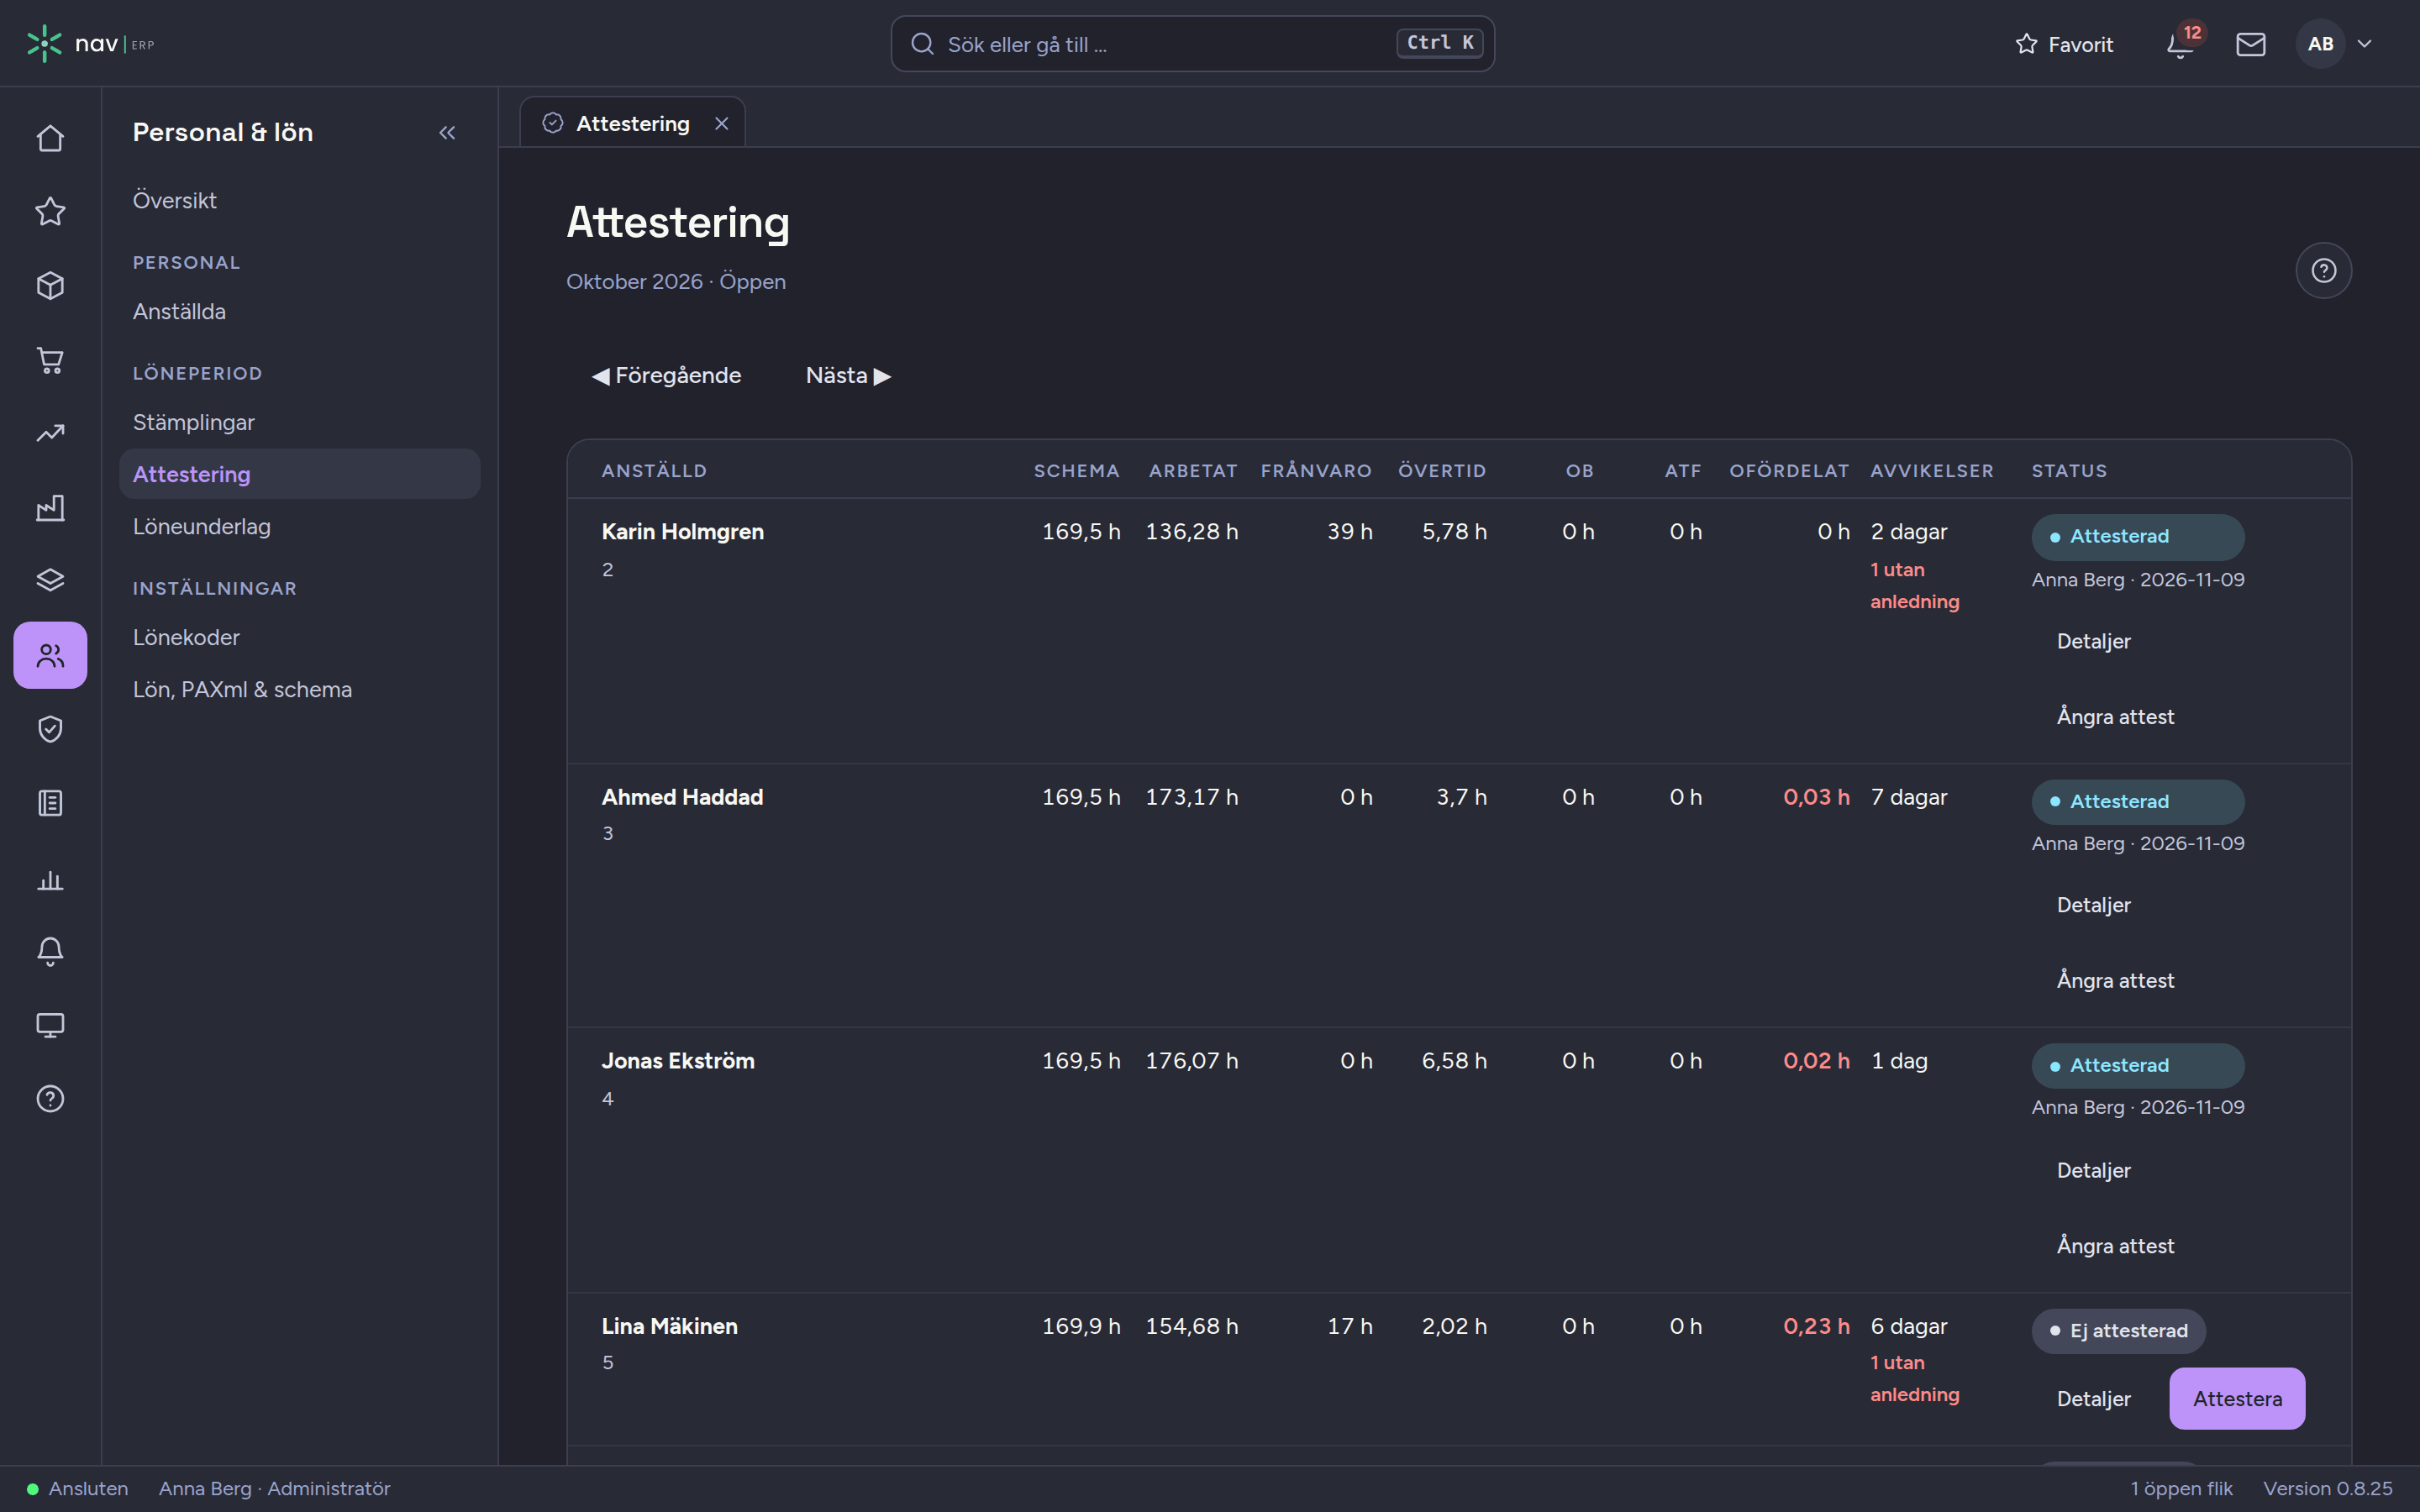 nav ERP
Sök eller gå till ... Ctrl K
Favorit 12 AB
Personal & lön
Översikt
PERSONAL
Anställda
LÖNEPERIOD
Stämplingar
Attestering
Löneunderlag
INSTÄLLNINGAR
Lönekoder
Lön, PAXml & schema
Attestering
Attestering
Oktober 2026 · Öppen
◀ Föregående Nästa ▶
ANSTÄLLD SCHEMA ARBETAT FRÅNVARO ÖVERTID OB ATF OFÖRDELAT AVVIKELSER STATUS
Karin Holmgren 169,5 h 136,28 h 39 h 5,78 h 0 h 0 h 0 h 2 dagar Attesterad
2 1 utan Anna Berg · 2026-11-09
anledning
Detaljer
Ångra attest
Ahmed Haddad 169,5 h 173,17 h 0 h 3,7 h 0 h 0 h 0,03 h 7 dagar Attesterad
3 Anna Berg · 2026-11-09
Detaljer
Ångra attest
Jonas Ekström 169,5 h 176,07 h 0 h 6,58 h 0 h 0 h 0,02 h 1 dag Attesterad
4 Anna Berg · 2026-11-09
Detaljer
Ångra attest
Lina Mäkinen 169,9 h 154,68 h 17 h 2,02 h 0 h 0 h 0,23 h 6 dagar Ej attesterad
5 1 utan
anledning Detaljer Attestera
Ansluten Anna Berg · Administratör 1 öppen flik Version 0.8.25